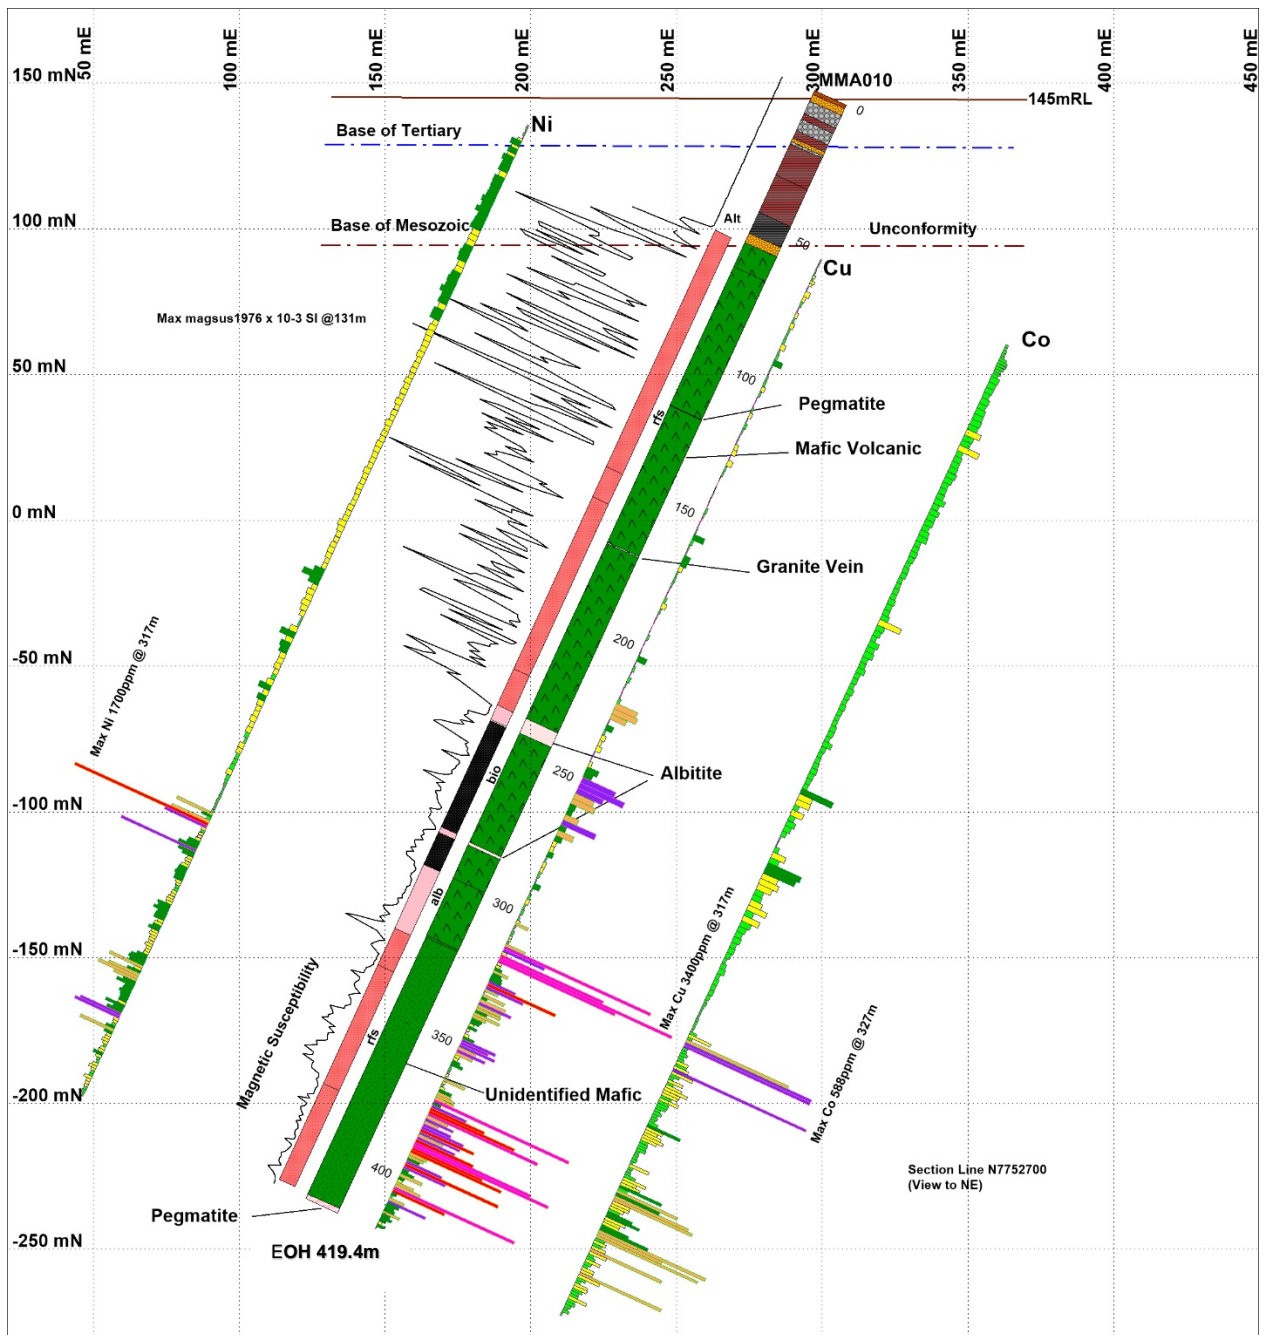 50 mE
100 mE
150 mE
200 mE
250 mE
300 mE
350 mE
400 mE
450 mE
150 mN
MMA010
145mRL
0
Ni
Base of Tertiary
100 mN
Alt
Base of Mesozoic
Unconformity
50
Cu
Max magsus1976 x 10-3 SI @131m
Co
50 mN
100
Pegmatite
rfs
Mafic Volcanic
150
0 mN
Granite Vein
200
-50 mN
Max Ni 1700ppm @ 317m
bio
250
Albitite
-100 mN
alb
300
Max Cu 3400ppm @ 317m
-150 mN
Magnetic Susceptibility
rfs
350
Max Co 588ppm @ 327m
Unidentified Mafic
-200 mN
400
Section Line N7752700
(View to NE)
Pegmatite
-250 mN
EOH 419.4m